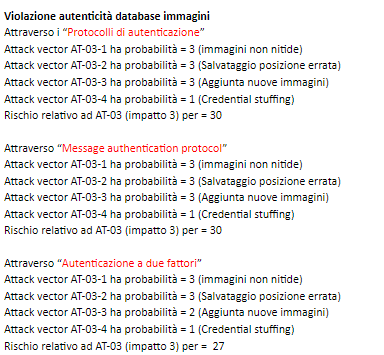 Violazione autenticità database immagini
Attraverso i “Protocolli di autenticazione”
Attack vector AT-03-1 ha probabilità = 3 (immagini non nitide)
Attack vector AT-03-2 ha probabilità = 3 (Salvataggio posizione errata)
Attack vector AT-03-3 ha probabilità = 3 (Aggiunta nuove immagini)
Attack vector AT-03-4 ha probabilità = 1 (Credential stuffing)
Rischio relativo ad AT-03 (impatto 3) per = 30
Attraverso “Message authentication protocol”
Attack vector AT-03-1 ha probabilità = 3 (immagini non nitide)
Attack vector AT-03-2 ha probabilità = 3 (Salvataggio posizione errata)
Attack vector AT-03-3 ha probabilità = 3 (Aggiunta nuove immagini)
Attack vector AT-03-4 ha probabilità = 1 (Credential stuffing)
Rischio relativo ad AT-03 (impatto 3) per = 30
Attraverso “Autenticazione a due fattori”
Attack vector AT-03-1 ha probabilità = 3 (immagini non nitide)
Attack vector AT-03-2 ha probabilità = 3 (Salvataggio posizione errata)
Attack vector AT-03-3 ha probabilità = 2 (Aggiunta nuove immagini)
Attack vector AT-03-4 ha probabilità = 1 (Credential stuffing)
Rischio relativo ad AT-03 (impatto 3) per = 27